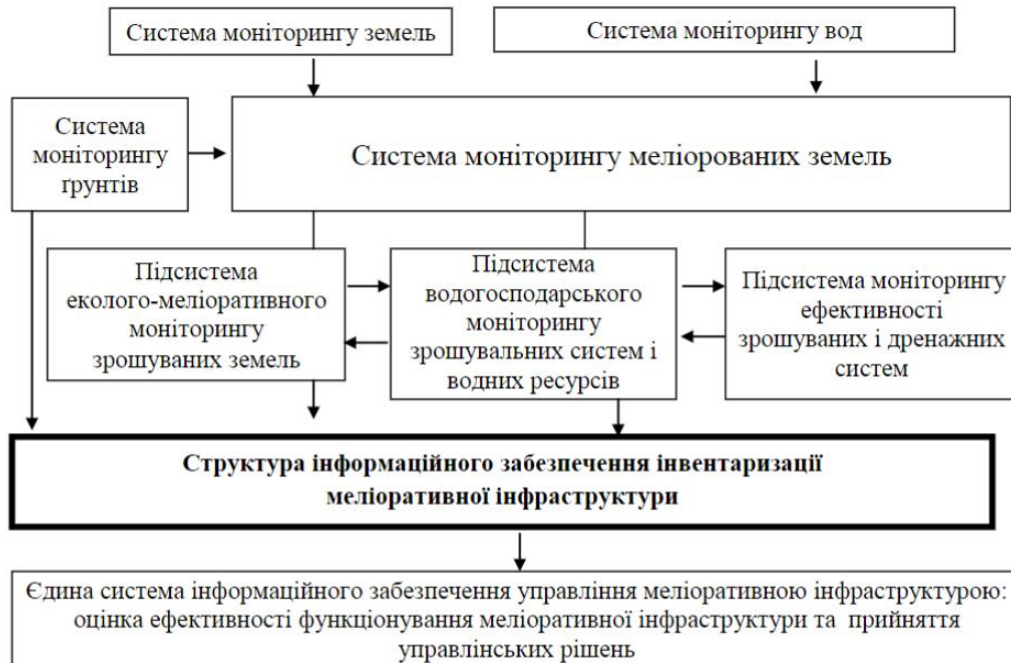 Система моніторингу земель
Система моніторингу вод
Система
моніторингу
ґрунтів
Система моніторингу меліорованих земель
Підсистема
еколого-меліоративного
моніторингу
зрошуваних земель
Підсистема
водогосподарського
моніторингу
зрошувальних систем і
водних ресурсів
Підсистема моніторингу
ефективності
зрошуваних і дренажних
систем
Структура інформаційного забезпечення інвентаризації
меліоративної інфраструктури
Єдина система інформаційного забезпечення управління меліоративною інфраструктурою:
оцінка ефективності функціонування меліоративної інфраструктури та прийняття
управлінських рішень